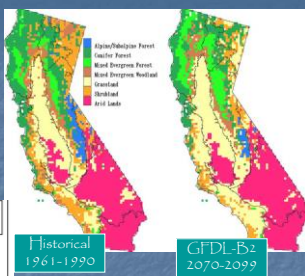 Alpine/Subalpine Forest
Conifer Forest
Mixed Evergreen Forest
Mixed Evergreen Woodland
Grassland
Shrubland
Arid Lands
Historical
1961-1990
GFDL-B2
2070-2099